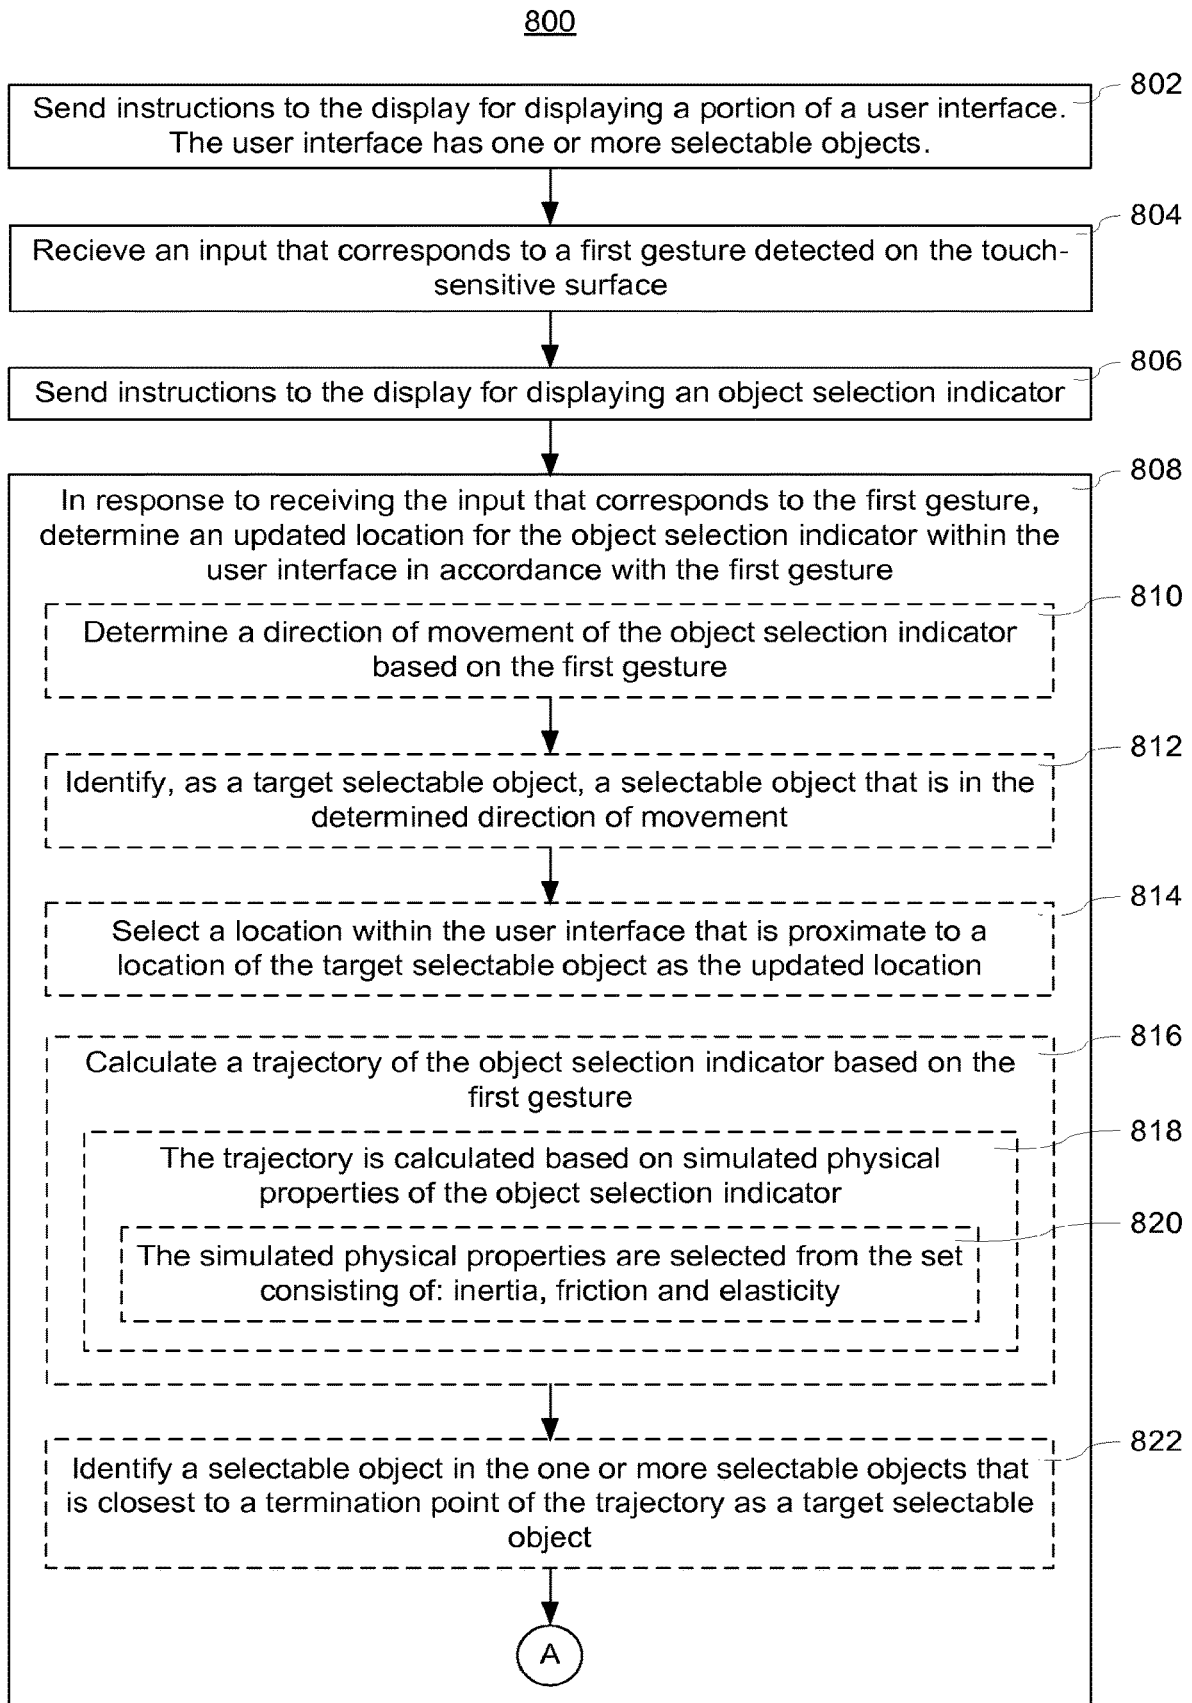 800
802
Send instructions to the display for displaying a portion of a user interface.
The user interface has one or more selectable objects.
804
Recieve an input that corresponds to a first gesture detected on the touch-
sensitive surface
806
Send instructions to the display for displaying an object selection indicator
808
In response to receiving the input that corresponds to the first gesture,
determine an updated location for the object selection indicator within the
user interface in accordance with the first gesture
810
Determine a direction of movement of the object selection indicator
based on the first gesture
812
Identify, as a target selectable object, a selectable object that is in the
determined direction of movement
814
Select a location within the user interface that is proximate to a
location of the target selectable object as the updated location
816
Calculate a trajectory of the object selection indicator based on the
first gesture
818
The trajectory is calculated based on simulated physical
properties of the object selection indicator
820
The simulated physical properties are selected from the set
consisting of: inertia, friction and elasticity
822
Identify a selectable object in the one or more selectable objects that
is closest to a termination point of the trajectory as a target selectable
object
A